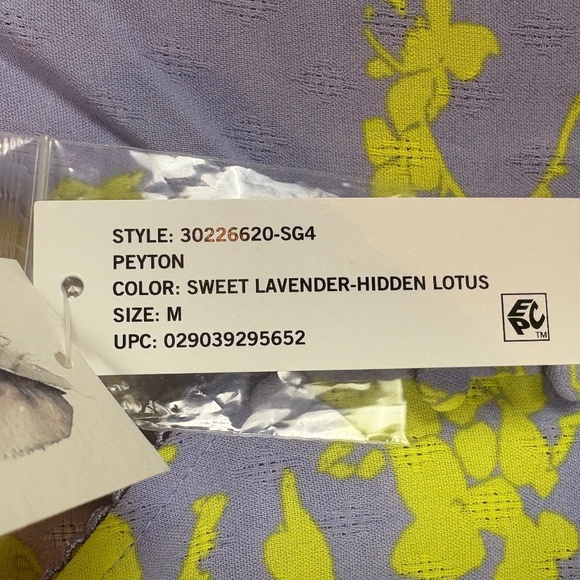 STYLE: 30226620-SG4
PEYTON
COLOR: SWEET LAVENDER-HIDDEN LOTUS
SIZE: M
UPC: 029039295652
EPC
TM